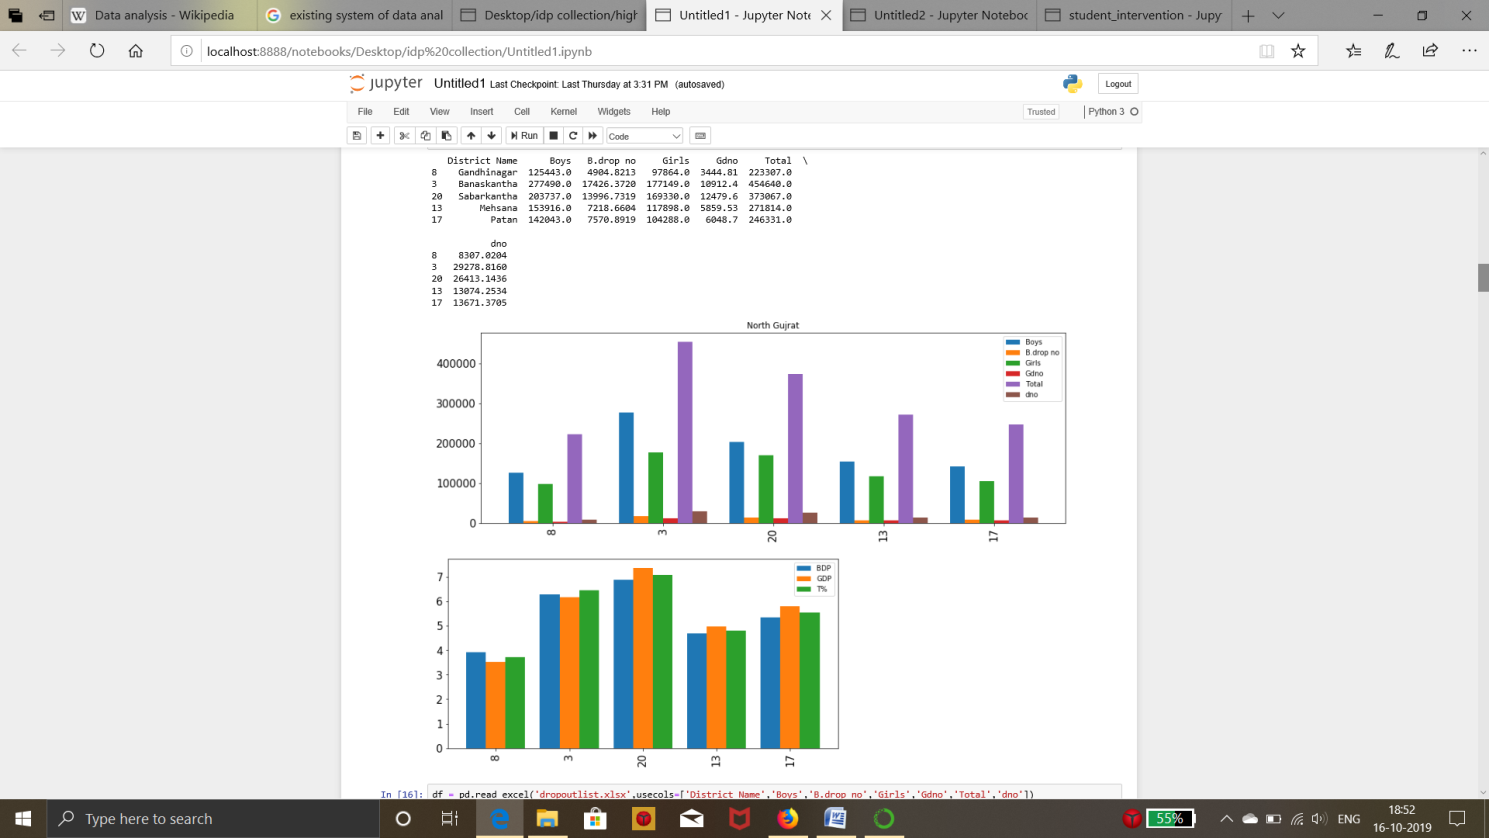 Data analysis - Wikipedia
existing system of data anal
Desktop/idp collection/high
Untitled1 - Jupyter Note
Untitled2 - Jupyter Noteboo
student_intervention - Jupy
localhost:8888/notebooks/Desktop/idp%20collection/Untitled1.ipynb
jupyter Untitled1 Last Checkpoint: Last Thursday at 3:31 PM (autosaved)
Logout
File Edit View Insert Cell Kernel Widgets Help
Trusted
Python 3
Run
Code
District Name Boys B.drop no Girls Gdno Total \
8 Gandhinagar 125443.0 4904.8213 97864.0 3444.81 223307.0
3 Banaskantha 277490.0 17426.3720 177149.0 10912.4 454640.0
20 Sabarkantha 203737.0 13996.7319 169330.0 12479.6 373067.0
13 Mehsana 153916.0 7218.6604 117898.0 5859.53 271814.0
17 Patan 142043.0 7570.8919 104288.0 6048.7 246331.0
dno
8 8307.0204
3 29278.8160
20 26413.1436
13 13074.2534
17 13671.3705
North Gujrat
400000
300000
200000
100000
0
Boys
B.drop no
Girls
Gdno
Total
dno
8 3 20 13 17
7
6
5
4
3
2
1
0
BDP
GDP
T%
8 3 20 13 17
In [16]: df = pd.read_excel('dropoutlist.xlsx',usecols=['District Name','Boys','B.drop no','Girls','Gdno','Total','dno'])
Type here to search
55%
ENG
18:52
16-10-2019